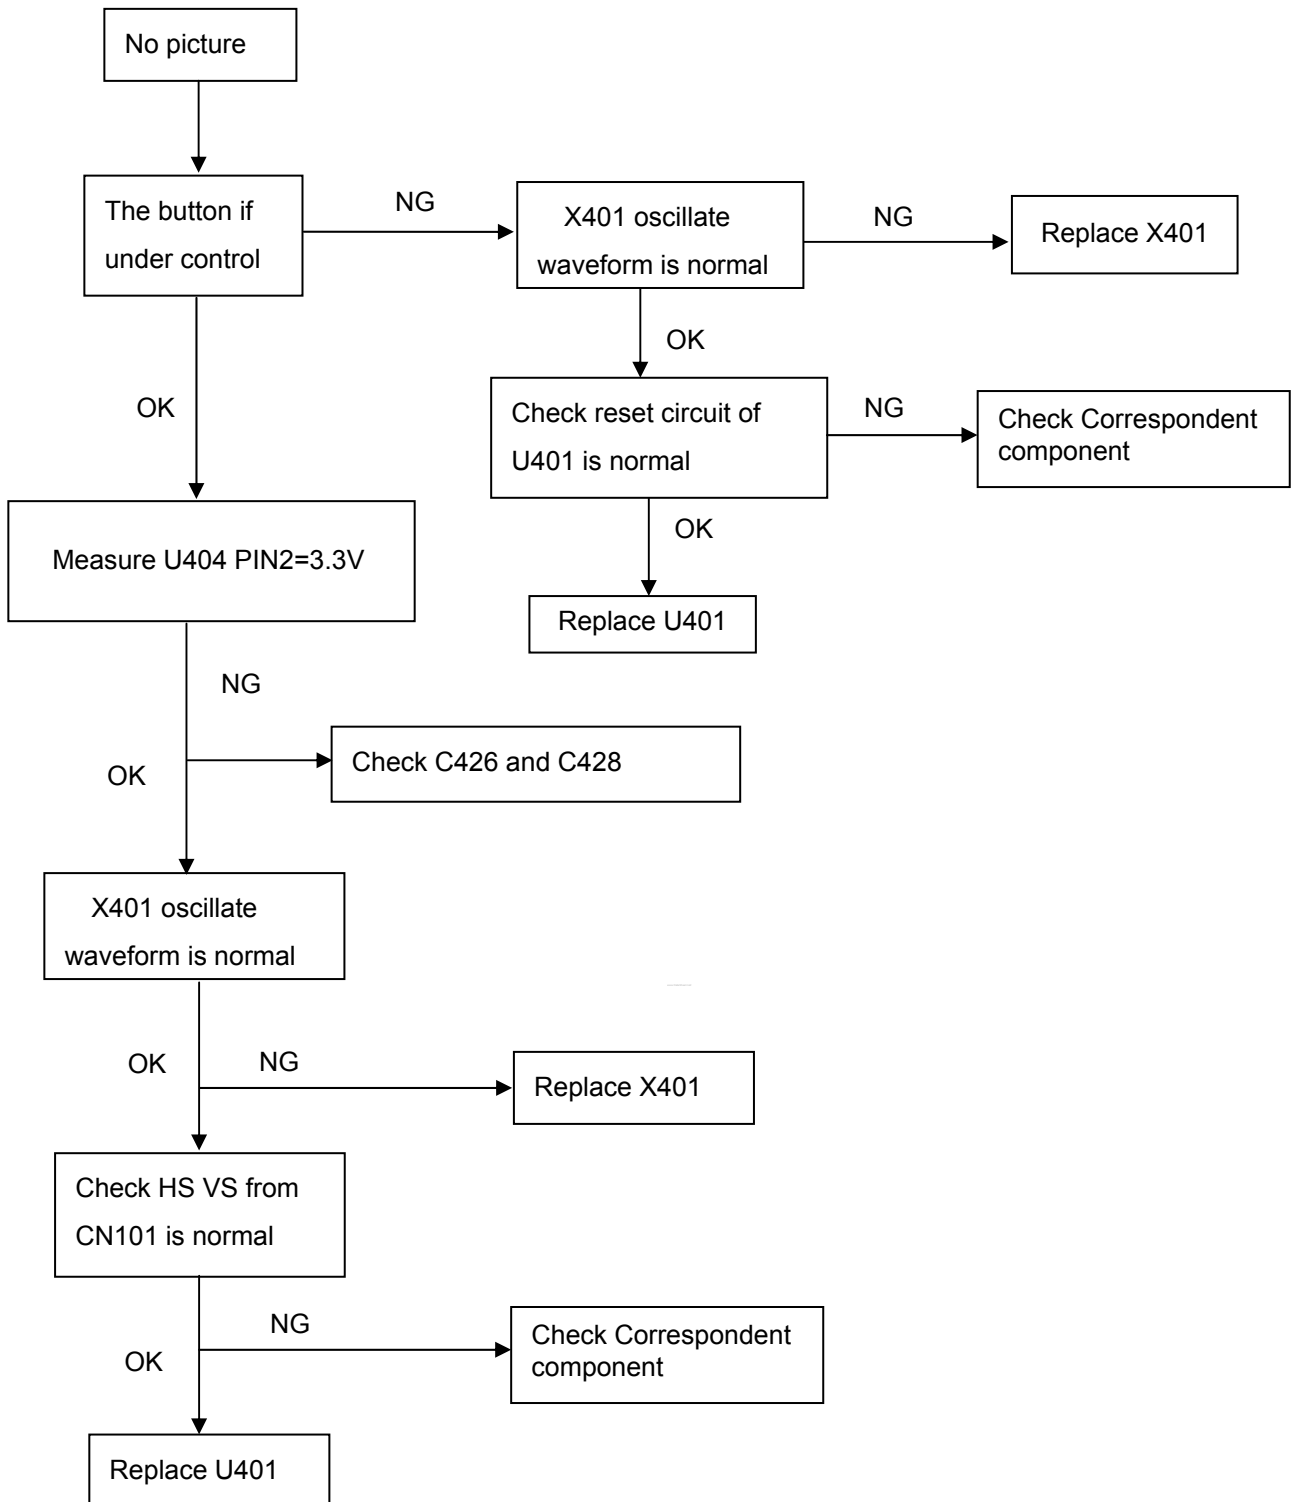 No picture
The button if
under control
NG
X401 oscillate
waveform is normal
NG
Replace X401
OK
OK
Check reset circuit of
U401 is normal
NG
Check Correspondent
component
OK
Measure U404 PIN2=3.3V
Replace U401
NG
Check C426 and C428
OK
X401 oscillate
waveform is normal
OK
NG
Replace X401
Check HS VS from
CN101 is normal
NG
Check Correspondent
component
OK
Replace U401